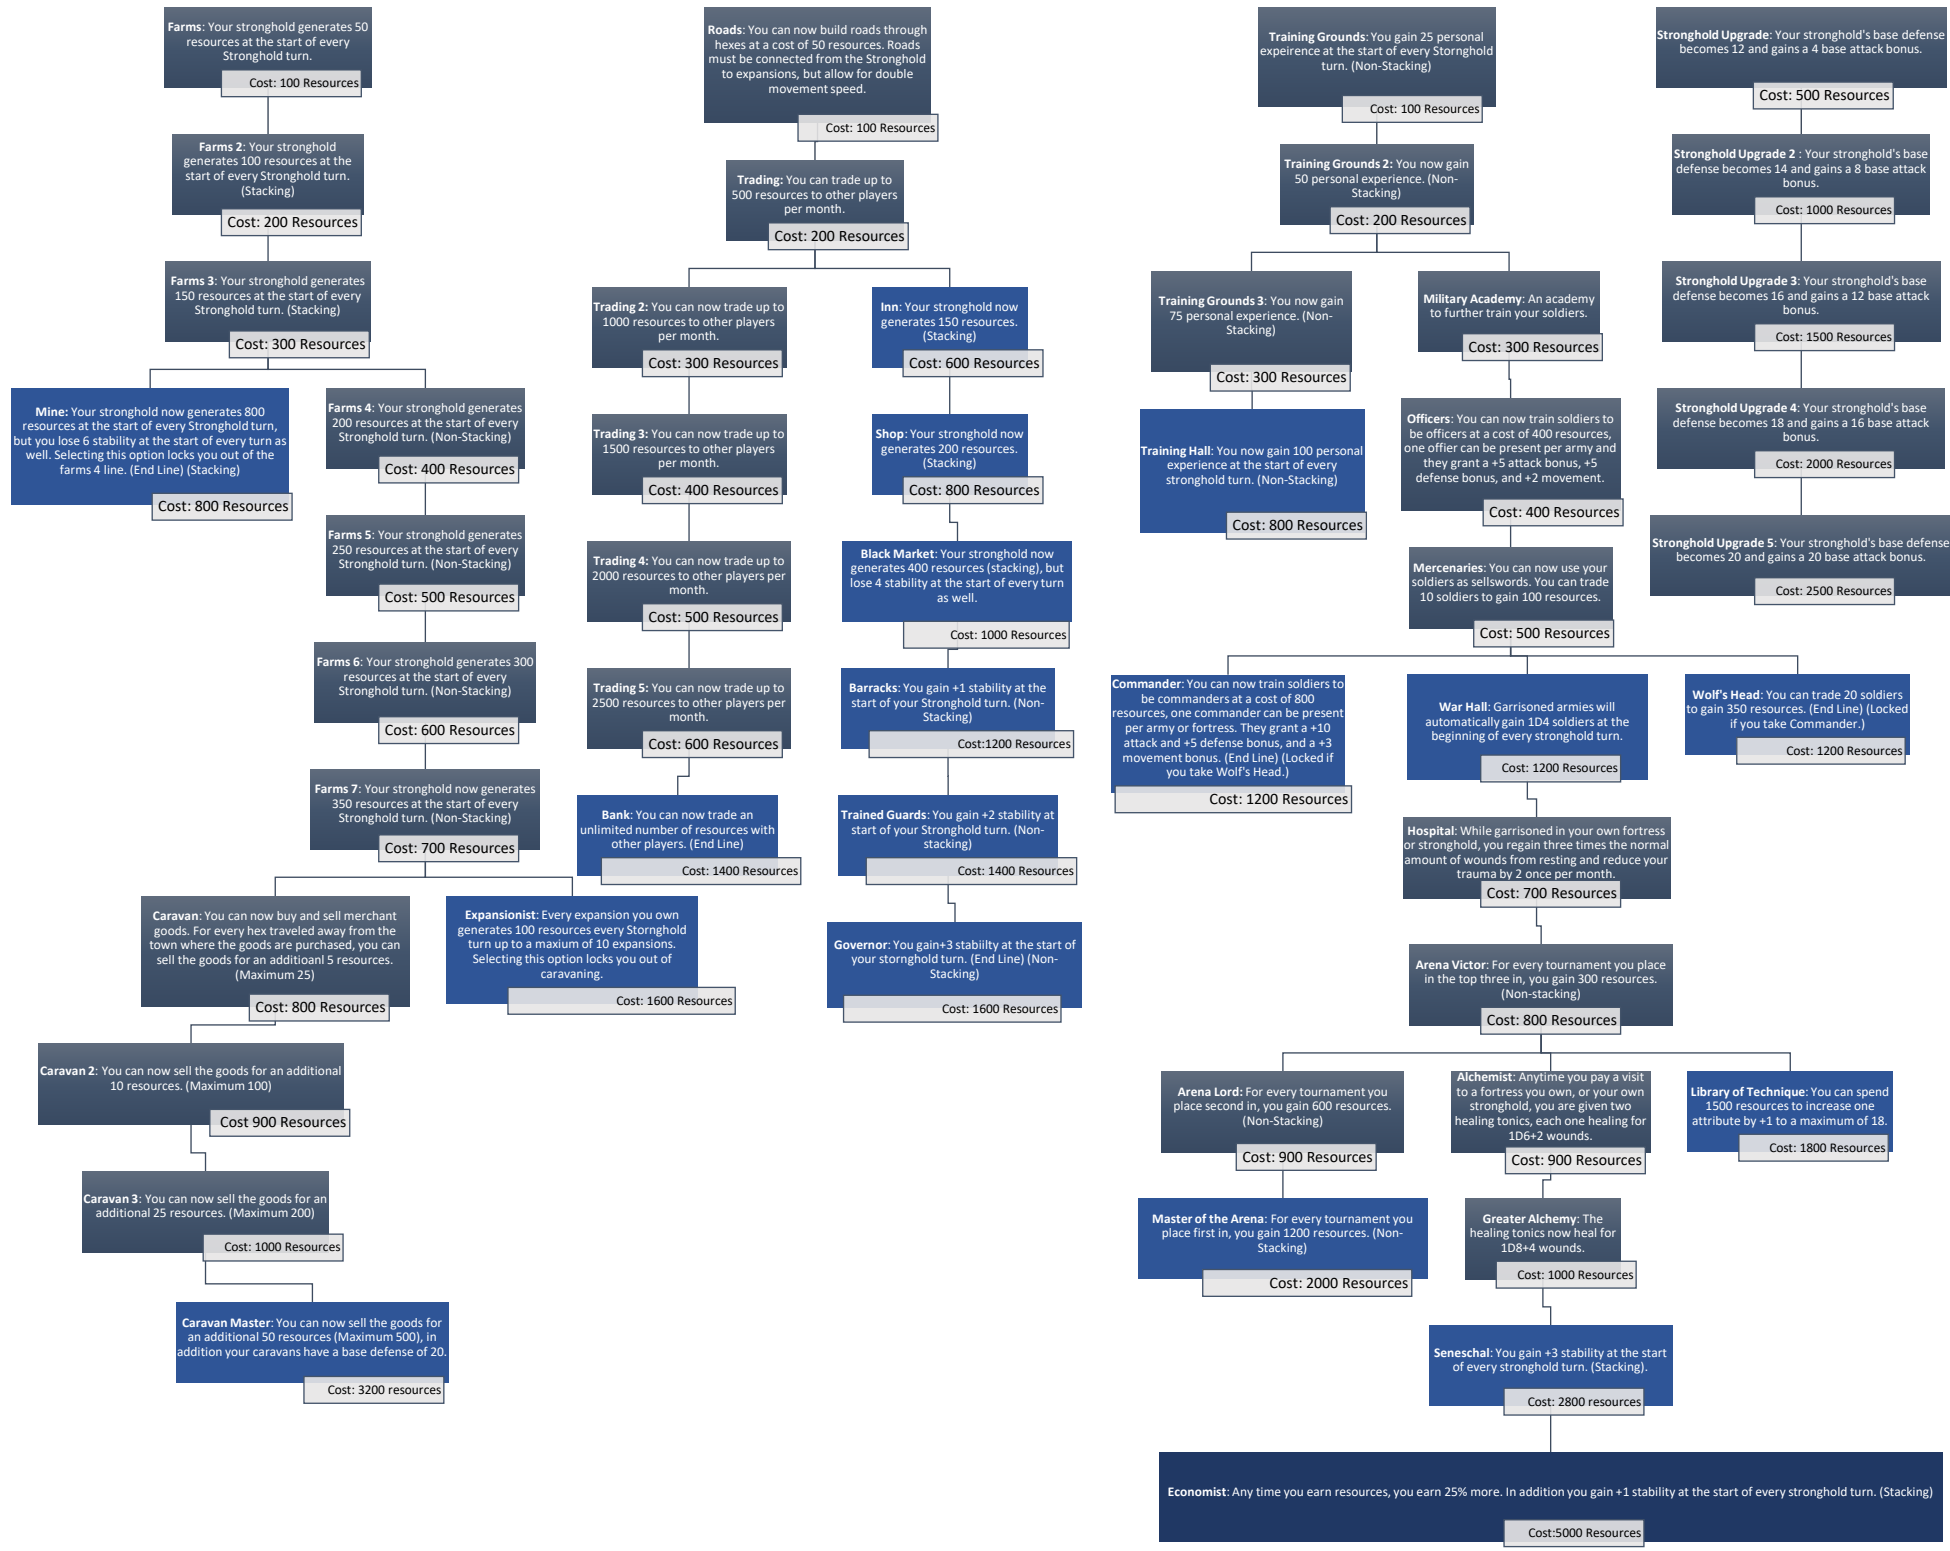 Farms: Your stronghold generates 50
resources at the start of every
Stronghold turn.
Cost: 100 Resources
Farms 2: Your stronghold
generates 100 resources at the
start of every Stronghold turn.
(Stacking)
Cost: 200 Resources
Farms 3: Your stronghold generates
150 resources at the start of every
Stronghold turn. (Stacking)
Cost: 300 Resources
Mine: Your stronghold now generates 800
resources at the start of every Stronghold turn,
but you lose 6 stability at the start of every turn as
well. Selecting this option locks you out of the
farms 4 line. (End Line) (Stacking)
Cost: 800 Resources
Farms 4: Your stronghold generates
200 resources at the start of every
Stronghold turn. (Non-Stacking)
Cost: 400 Resources
Farms 5: Your stronghold generates
250 resources at the start of every
Stronghold turn. (Non-Stacking)
Cost: 500 Resources
Farms 6: Your stronghold generates 300
resources at the start of every
Stronghold turn. (Non-Stacking)
Cost: 600 Resources
Farms 7: Your stronghold now generates
350 resources at the start of every
Stronghold turn. (Non-Stacking)
Cost: 700 Resources
Caravan: You can now buy and sell merchant
goods. For every hex traveled away from the
town where the goods are purchased, you can
sell the goods for an additioanl 5 resources.
(Maximum 25)
Cost: 800 Resources
Expansionist: Every expansion you own
generates 100 resources every Stornghold
turn up to a maxium of 10 expansions.
Selecting this option locks you out of
caravaning.
Cost: 1600 Resources
Caravan 2: You can now sell the goods for an additional
10 resources. (Maximum 100)
Cost 900 Resources
Caravan 3: You can now sell the goods for an
additional 25 resources. (Maximum 200)
Cost: 1000 Resources
Caravan Master: You can now sell the goods for
an additional 50 resources (Maximum 500), in
addition your caravans have a base defense of 20.
Cost: 3200 resources
Roads: You can now build roads through
hexes at a cost of 50 resources. Roads
must be connected from the Stronghold
to expansions, but allow for double
movement speed.
Cost: 100 Resources
Trading: You can trade up to
500 resources to other players
per month.
Cost: 200 Resources
Trading 2: You can now trade up to
1000 resources to other players
per month.
Cost: 300 Resources
Trading 3: You can now trade up to
1500 resources to other players
per month.
Cost: 400 Resources
Trading 4: You can now trade up to
2000 resources to other players per
month.
Cost: 500 Resources
Trading 5: You can now trade up to
2500 resources to other players per
month.
Cost: 600 Resources
Bank: You can now trade an
unlimited number of resources with
other players. (End Line)
Cost: 1400 Resources
Inn: Your stronghold now
generates 150 resources.
(Stacking)
Cost: 600 Resources
Shop: Your stronghold now
generates 200 resources.
(Stacking)
Cost: 800 Resources
Black Market: Your stronghold now
generates 400 resources (stacking), but
lose 4 stability at the start of every turn
as well.
Cost: 1000 Resources
Barracks: You gain +1 stability at the
start of your Stronghold turn. (Non-
Stacking)
Cost:1200 Resources
Trained Guards: You gain +2 stability at
start of your Stronghold turn. (Non-
stacking)
Cost: 1400 Resources
Governor: You gain+3 stabiilty at the start of
your stornghold turn. (End Line) (Non-
Stacking)
Cost: 1600 Resources
Training Grounds: You gain 25 personal
expeirence at the start of every Stornghold
turn. (Non-Stacking)
Cost: 100 Resources
Training Grounds 2: You now gain
50 personal experience. (Non-
Stacking)
Cost: 200 Resources
Training Grounds 3: You now gain
75 personal experience. (Non-
Stacking)
Cost: 300 Resources
Training Hall: You now gain 100 personal
experience at the start of every
stronghold turn. (Non-Stacking)
Cost: 800 Resources
Military Academy: An academy
to further train your soldiers.
Cost: 300 Resources
Officers: You can now train soldiers to
be officers at a cost of 400 resources,
one offier can be present per army and
they grant a +5 attack bonus, +5
defense bonus, and +2 movement.
Cost: 400 Resources
Mercenaries: You can now use your
soldiers as sellswords. You can trade
10 soldiers to gain 100 resources.
Cost: 500 Resources
Commander: You can now train soldiers to
be commanders at a cost of 800
resources, one commander can be present
per army or fortress. They grant a +10
attack and +5 defense bonus, and a +3
movement bonus. (End Line) (Locked if
you take Wolf's Head.)
Cost: 1200 Resources
War Hall: Garrisoned armies will
automatically gain 1D4 soldiers at the
beginning of every stronghold turn.
Cost: 1200 Resources
Wolf's Head: You can trade 20 soldiers
to gain 350 resources. (End Line) (Locked
if you take Commander.)
Cost: 1200 Resources
Hospital: While garrisoned in your own fortress
or stronghold, you regain three times the normal
amount of wounds from resting and reduce your
trauma by 2 once per month.
Cost: 700 Resources
Arena Victor: For every tournament you place
in the top three in, you gain 300 resources.
(Non-stacking)
Cost: 800 Resources
Arena Lord: For every tournament you
place second in, you gain 600 resources.
(Non-Stacking)
Cost: 900 Resources
Master of the Arena: For every tournament you
place first in, you gain 1200 resources. (Non-
Stacking)
Cost: 2000 Resources
Alchemist: Anytime you pay a visit
to a fortress you own, or your own
stronghold, you are given two
healing tonics, each one healing for
1D6+2 wounds.
Cost: 900 Resources
Library of Technique: You can spend
1500 resources to increase one
attribute by +1 to a maximum of 18.
Cost: 1800 Resources
Greater Alchemy: The
healing tonics now heal for
1D8+4 wounds.
Cost: 1000 Resources
Seneschal: You gain +3 stability at the start
of every stronghold turn. (Stacking).
Cost: 2800 resources
Economist: Any time you earn resources, you earn 25% more. In addition you gain +1 stability at the start of every stronghold turn. (Stacking)
Cost:5000 Resources
Stronghold Upgrade: Your stronghold's base defense
becomes 12 and gains a 4 base attack bonus.
Cost: 500 Resources
Stronghold Upgrade 2 : Your stronghold's base
defense becomes 14 and gains a 8 base attack
bonus.
Cost: 1000 Resources
Stronghold Upgrade 3: Your stronghold's base
defense becomes 16 and gains a 12 base attack
bonus.
Cost: 1500 Resources
Stronghold Upgrade 4: Your stronghold's base
defense becomes 18 and gains a 16 base attack
bonus.
Cost: 2000 Resources
Stronghold Upgrade 5: Your stronghold's base defense
becomes 20 and gains a 20 base attack bonus.
Cost: 2500 Resources